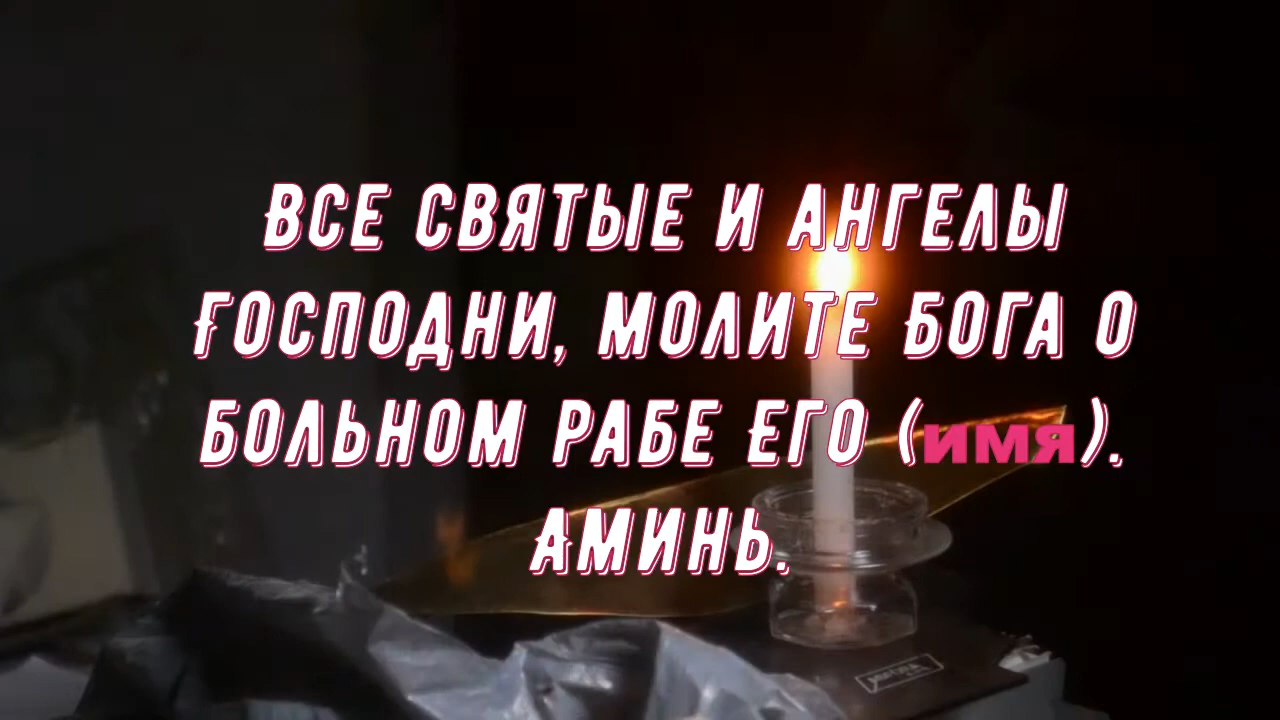 Все святые и ангелы
Господни, молите Бога о
больном рабе Его (имя).
Аминь.